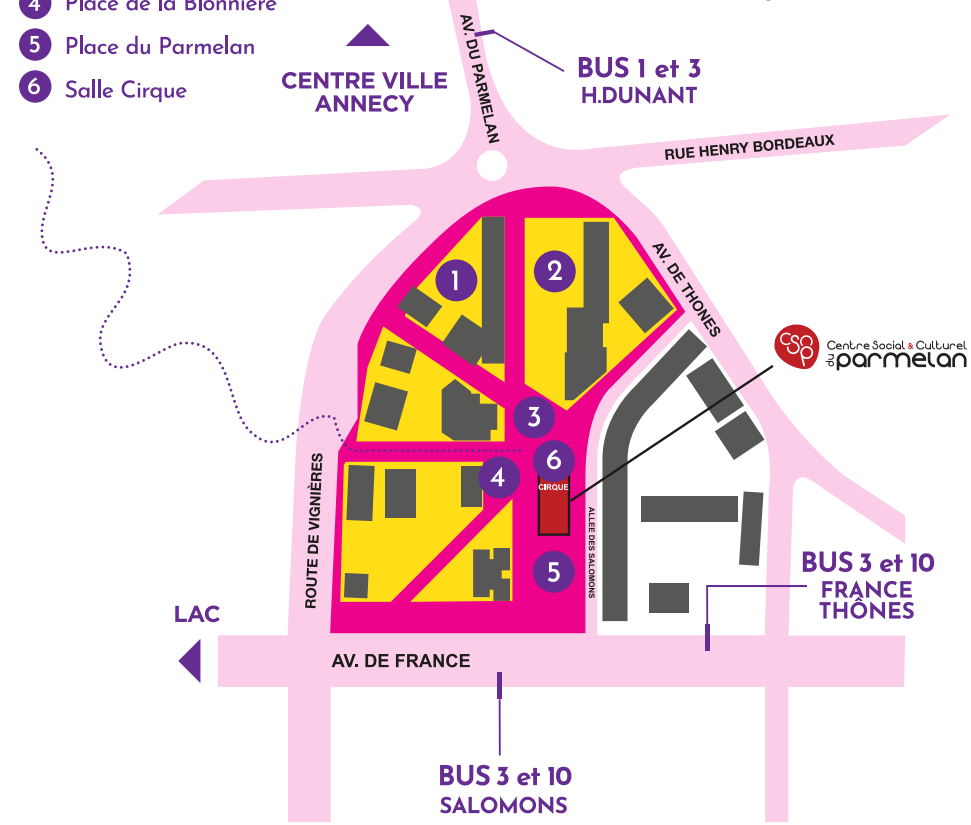 4 Place de la Blonnière
5 Place du Parmelan
6 Salle Cirque
CENTRE VILLE
ANNECY
AV. DU PARMELAN
BUS 1 et 3
H.DUNANT
RUE HENRY BORDEAUX
AV. DE THONES
1
2
3
4
5
6
CIRQUE
cscp
Centre Social & Culturel
du parmelan
ALLEE DES SALOMONS
ROUTE DE VIGNIÈRES
BUS 3 et 10
FRANCE
THÔNES
LAC
AV. DE FRANCE
BUS 3 et 10
SALOMONS